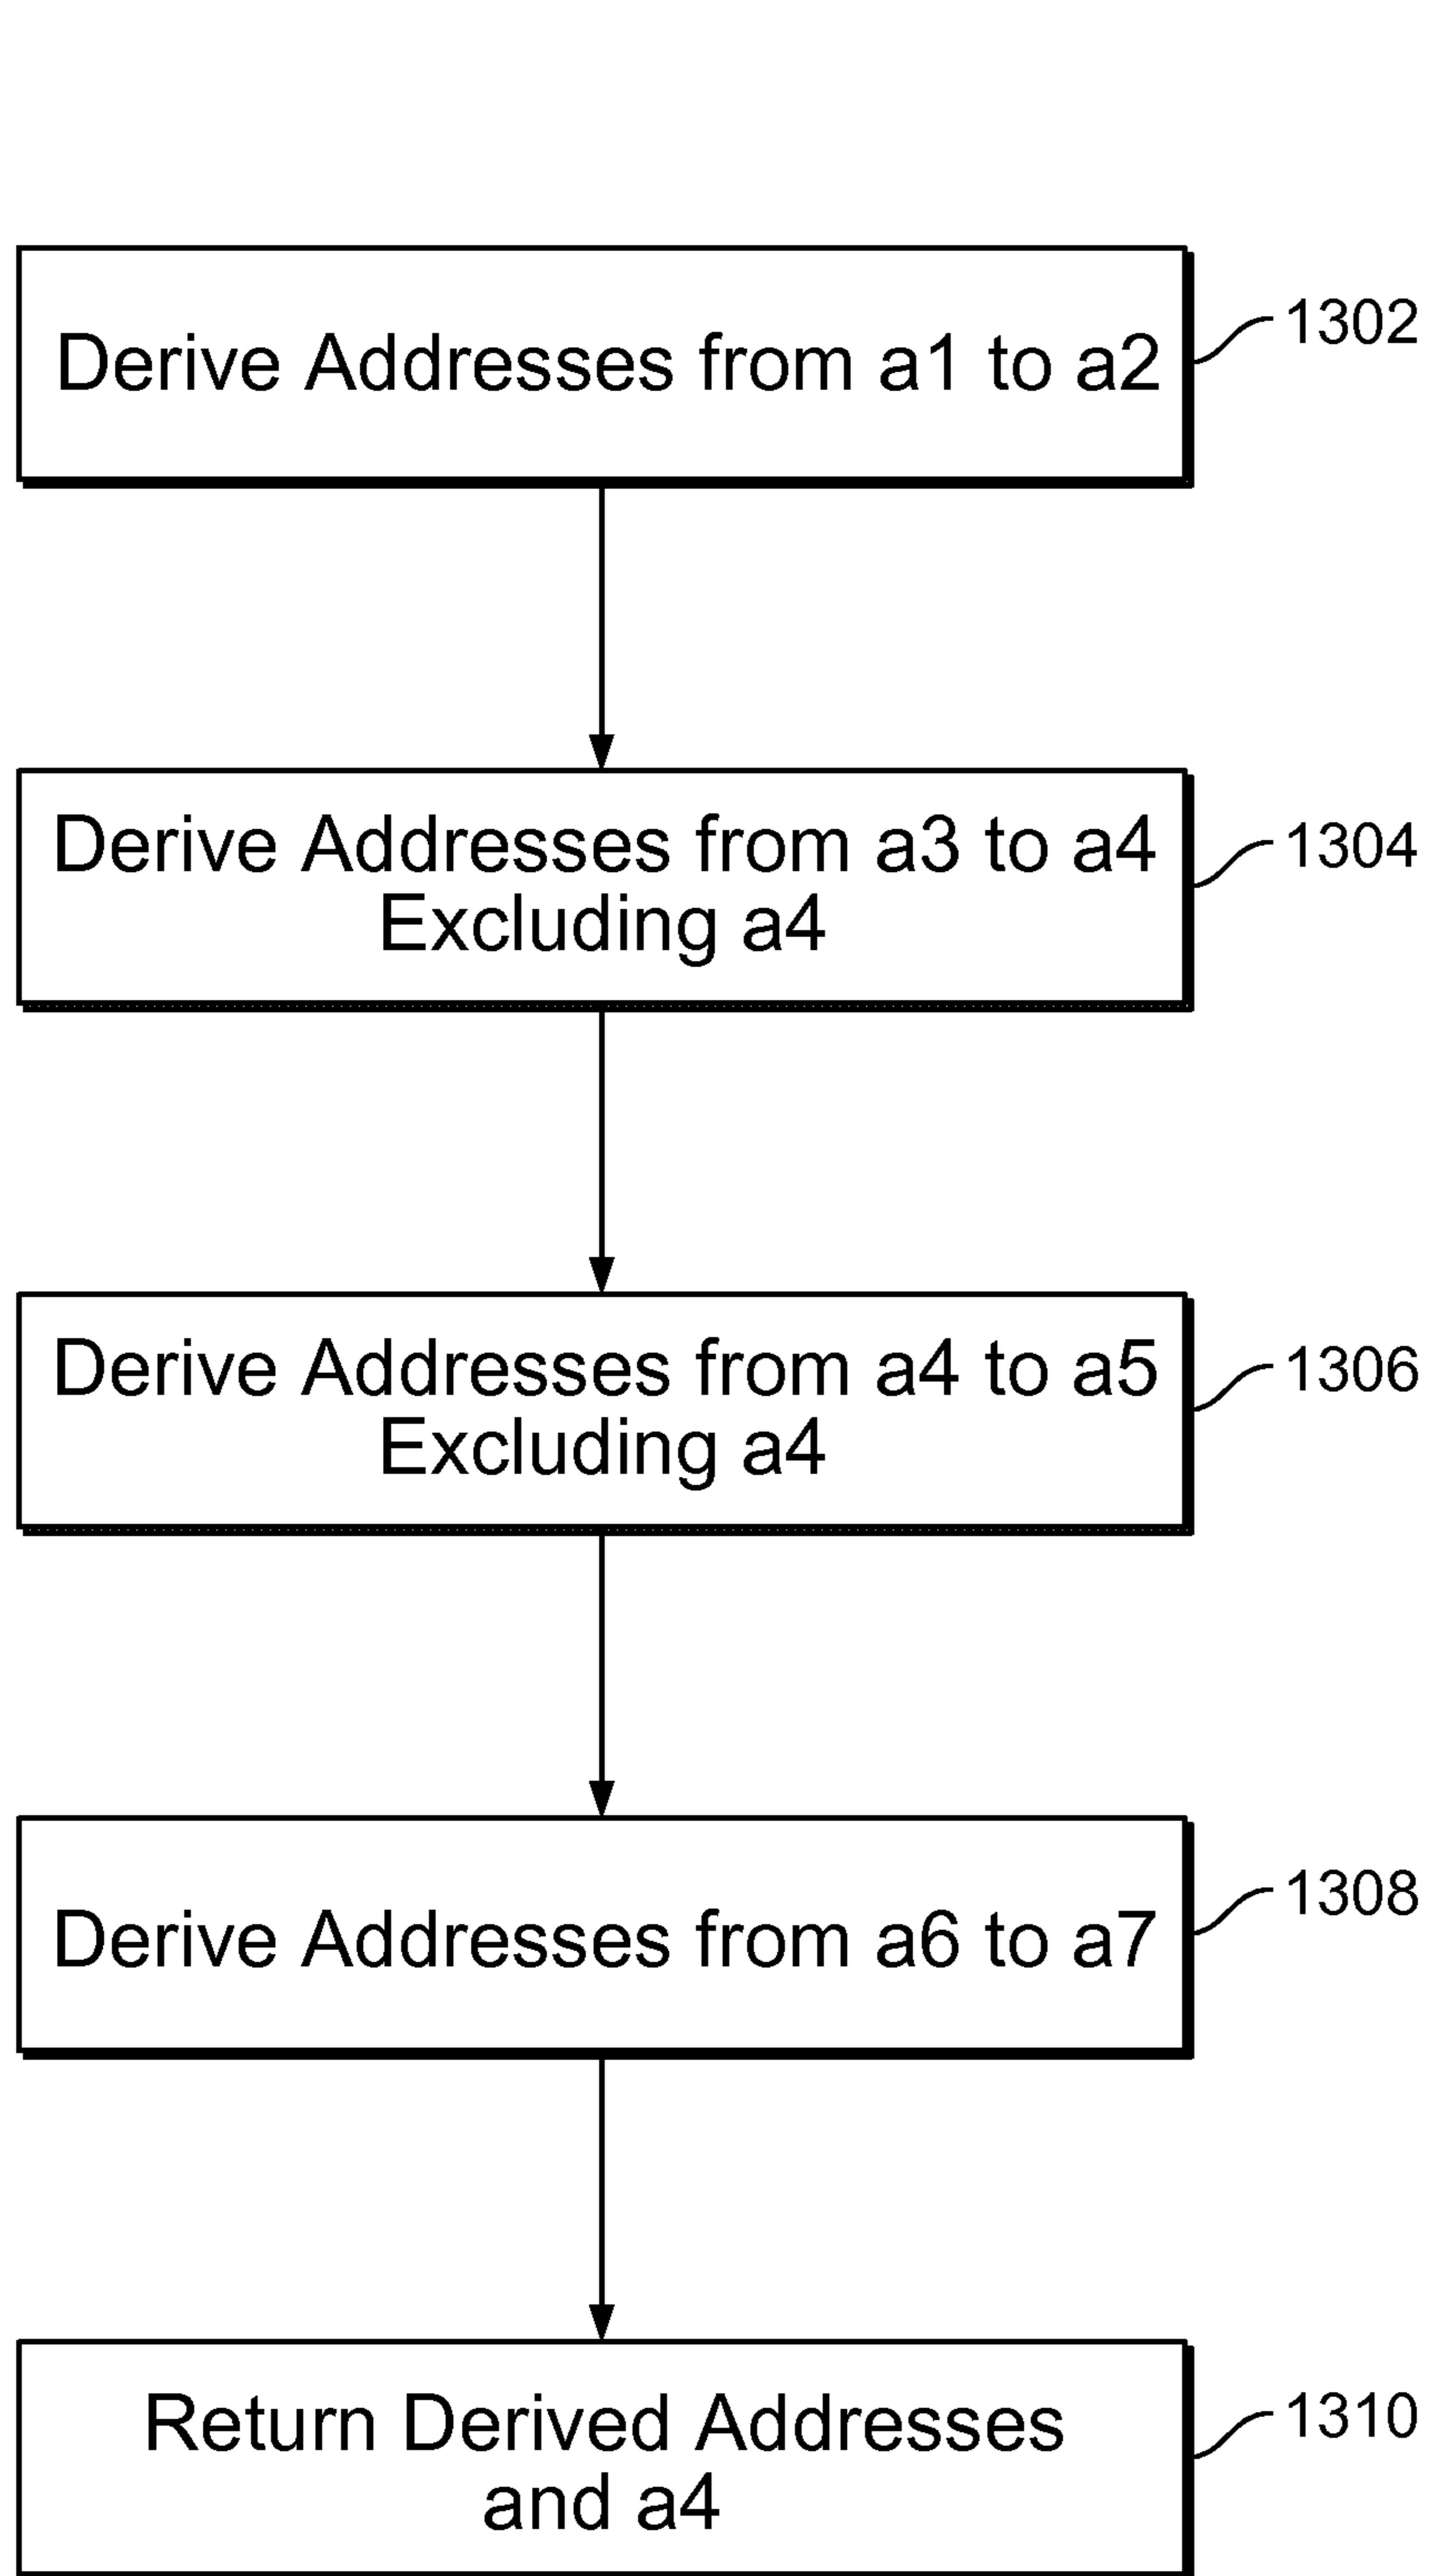 Derive Addresses from a1 to a2
1302
Derive Addresses from a3 to a4
Excluding a4
1304
Derive Addresses from a4 to a5
Excluding a4
1306
Derive Addresses from a6 to a7
1308
Return Derived Addresses
and a4
1310